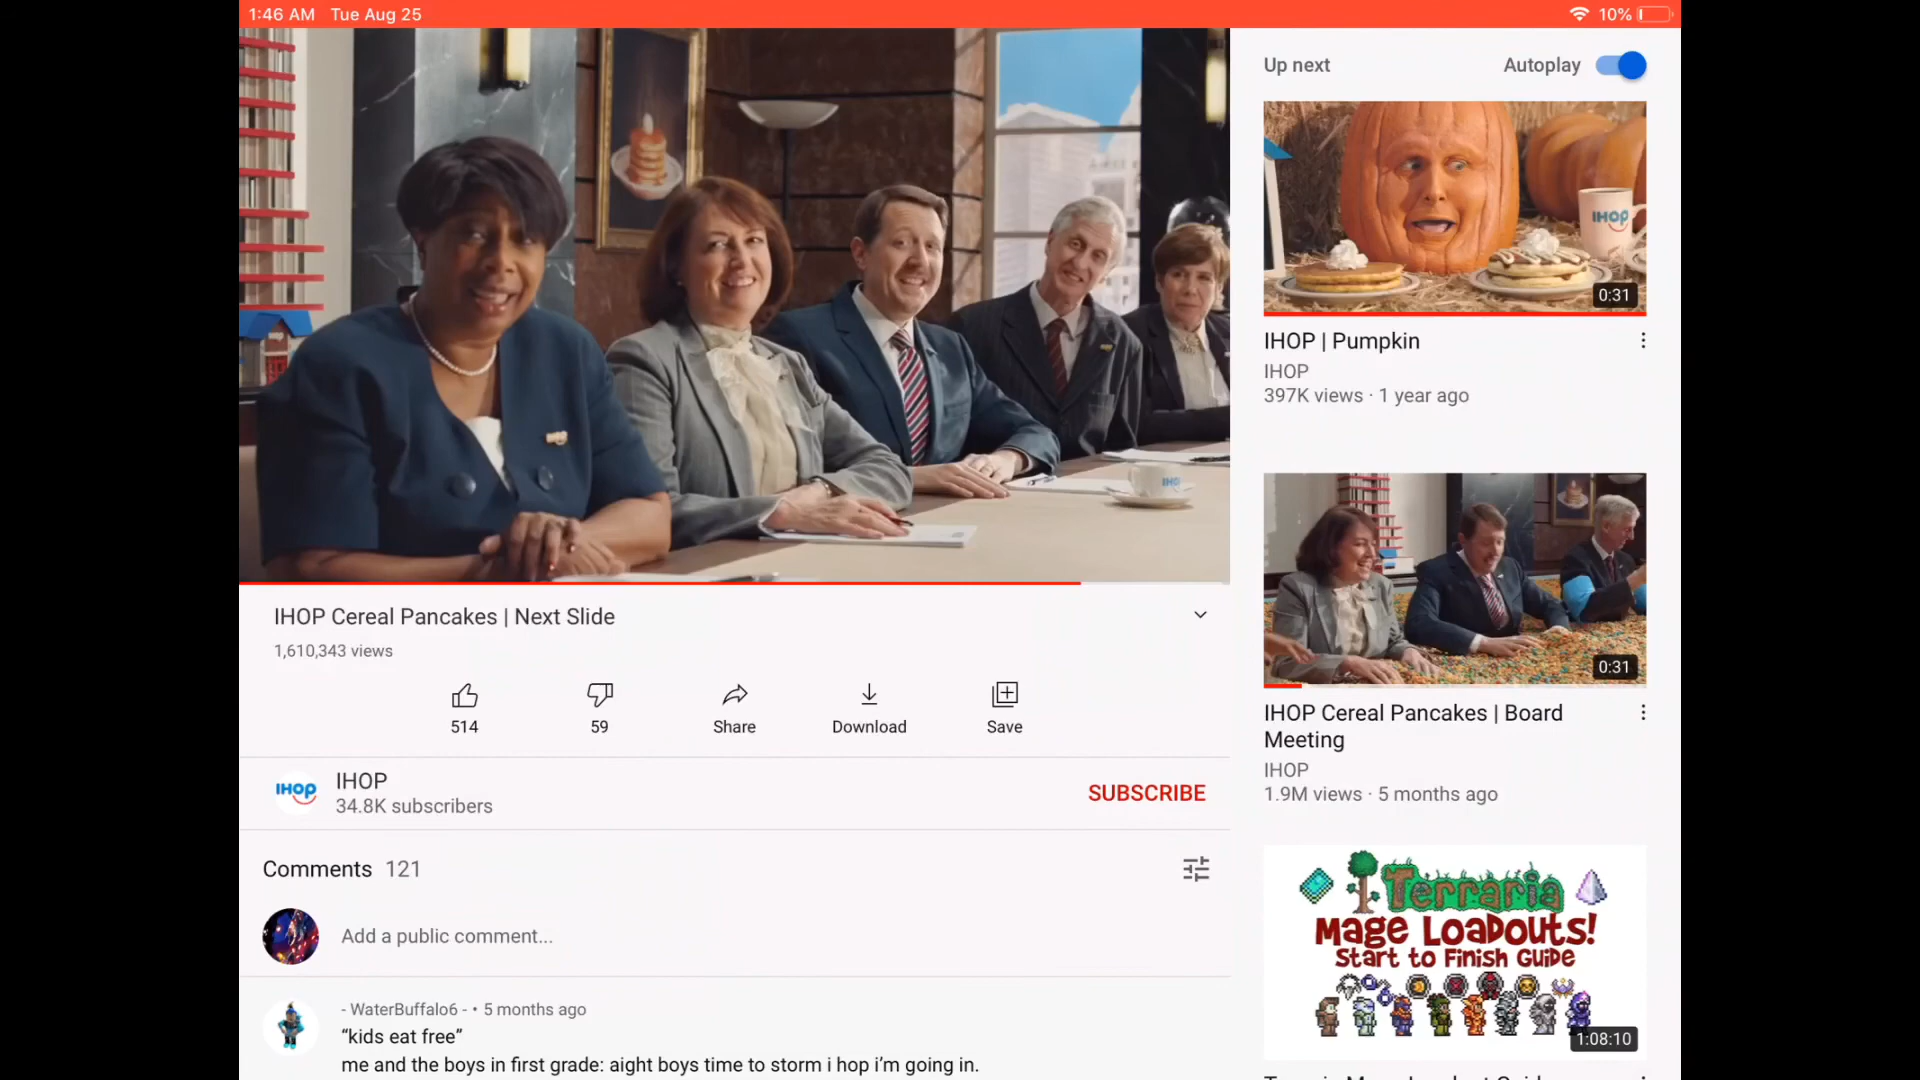 1:46 AM Tue Aug 25
10%
IHOP
IHOP Cereal Pancakes | Next Slide
1,610,343 views
514
59
Share
Download
Save
IHOP
IHOP
34.8K subscribers
SUBSCRIBE
Comments 121
Add a public comment...
- WaterBuffalo6 - • 5 months ago
“kids eat free”
me and the boys in first grade: aight boys time to storm i hop i’m going in.
Up next
Autoplay
IHOP
0:31
IHOP | Pumpkin
IHOP
397K views · 1 year ago
0:31
IHOP Cereal Pancakes | Board
Meeting
IHOP
1.9M views · 5 months ago
Terraria
Mage Loadouts!
Start to Finish Guide
1:08:10